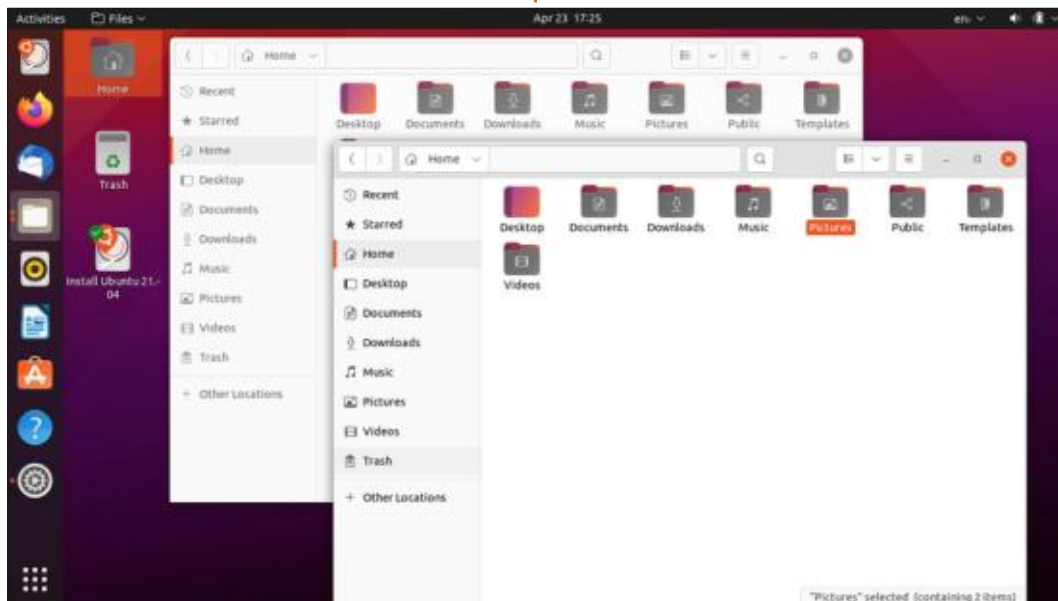 Activities Files Apr 23 17:25 en
Home
Trash
Install Ubuntu 21.-
04
Home
Recent
Starred
Home
Desktop
Documents
Downloads
Music
Pictures
Videos
Trash
Other Locations
Desktop Documents Downloads Music Pictures Public Templates
Home
Recent
Starred
Home
Desktop
Documents
Downloads
Music
Pictures
Videos
Trash
Other Locations
Desktop Documents Downloads Music Pictures Public Templates
Videos
"Pictures" selected (containing 2 items)